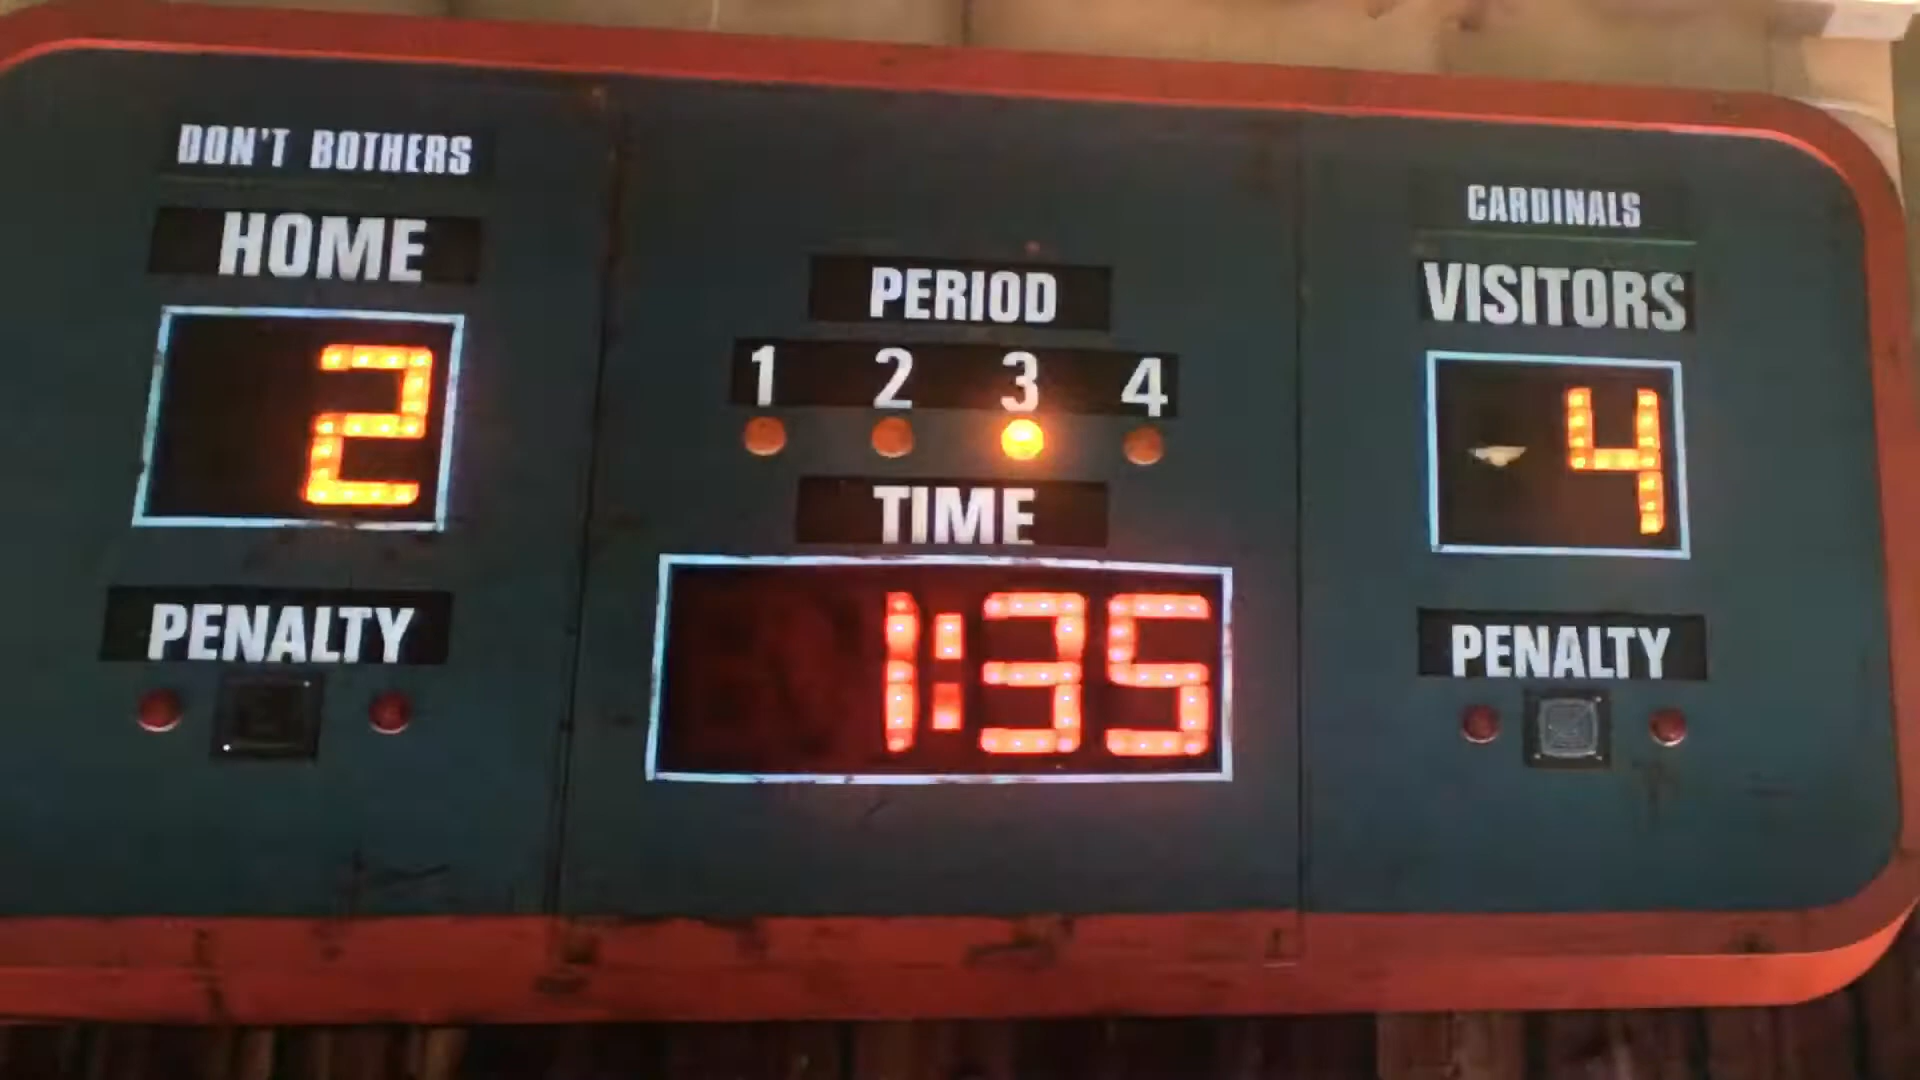 DON'T BOTHERS
HOME
2
PENALTY
PERIOD
1 2 3 4
TIME
1:35
CARDINALS
VISITORS
4
PENALTY